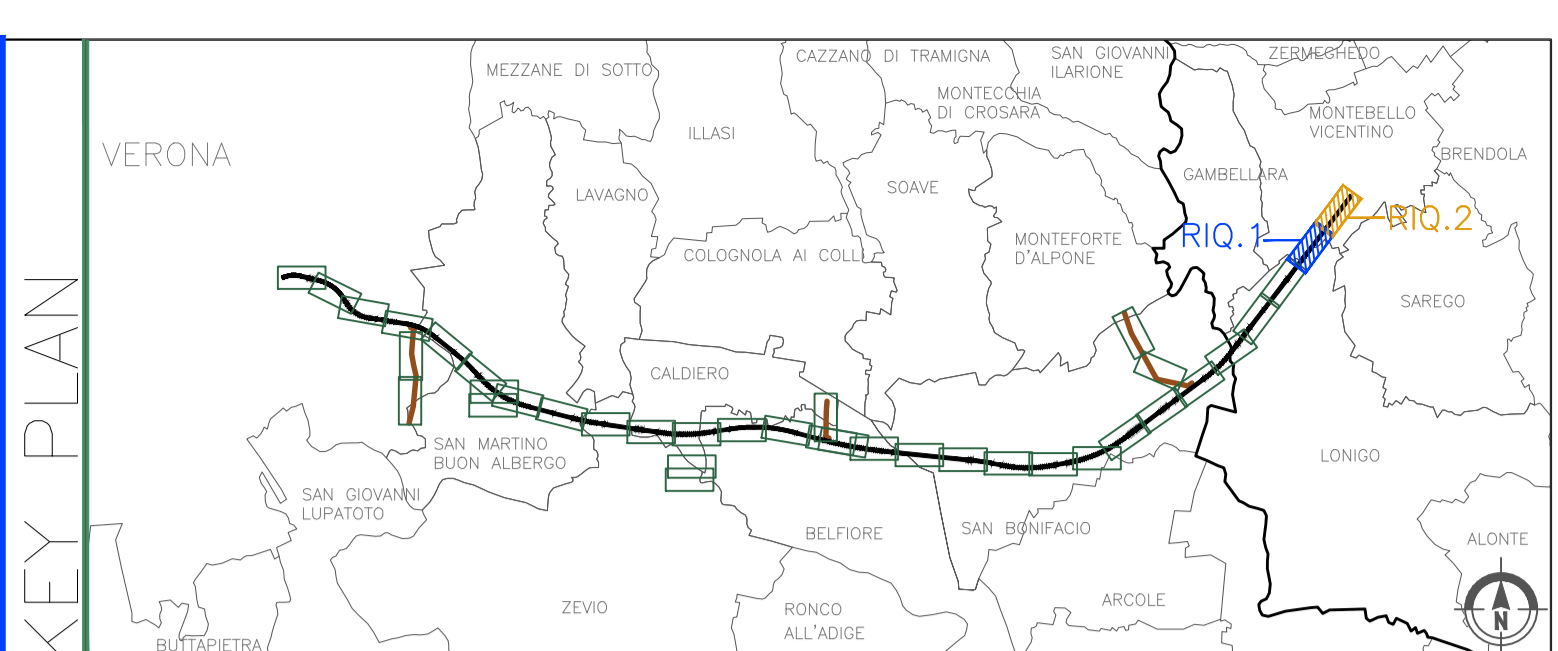 KEY PLAN
MEZZANE DI SOTTO
CAZZANO DI TRAMIGNA
SAN GIOVANNI
ILARIONE
ZERMEGHEDO
MONTECCHIA
DI CROSARA
MONTEBELLO
VICENTINO
ILLASI
VERONA
BRENDOLA
GAMBELLARA
SOAVE
LAVAGNO
RIQ.1
RIQ.2
MONTEFORTE
D'ALPONE
COLOGNOLA AI COLLI
SAREGO
CALDIERO
SAN MARTINO
BUON ALBERGO
LONIGO
SAN GIOVANNI
LUPATOTO
BELFIORE
SAN BONIFACIO
ALONTE
ZEVIO
RONCO
ALL'ADIGE
ARCOLE
N
BUTTAPIETRA